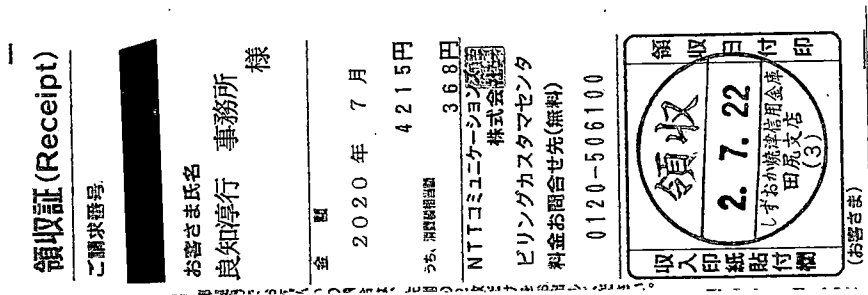 領収証(Receipt)
ご請求番号
お客さま氏名
良知淳行 事務所
様
金 額
2020年 7月
4215円
うち、消費税相当額
368円
NTTコミュニケーションズ
株式会社
ビリングカスタマセンタ
料金お問合せ先(無料)
0120-506100
領収日付印
領収
2.7.22
しずおか焼津信用金庫
田尻支店
(3)
収入印紙貼付欄
(お客さま)